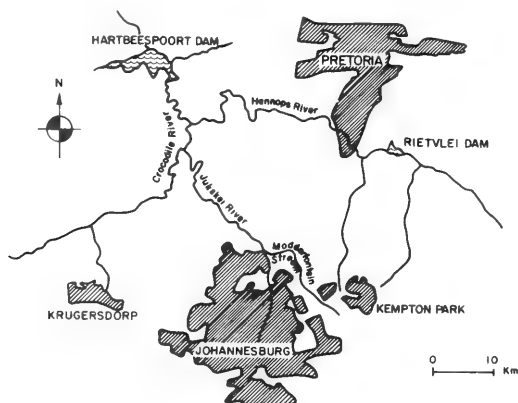 HARTBEESPOORT DAM
PRETORIA
N
Hennops River
Crocodile River
RIETVLEI DAM
Jukskei River
Modderfontein
Stream
KRUGERSDORP
KEMPTON PARK
JOHANNESBURG
0 10
Km